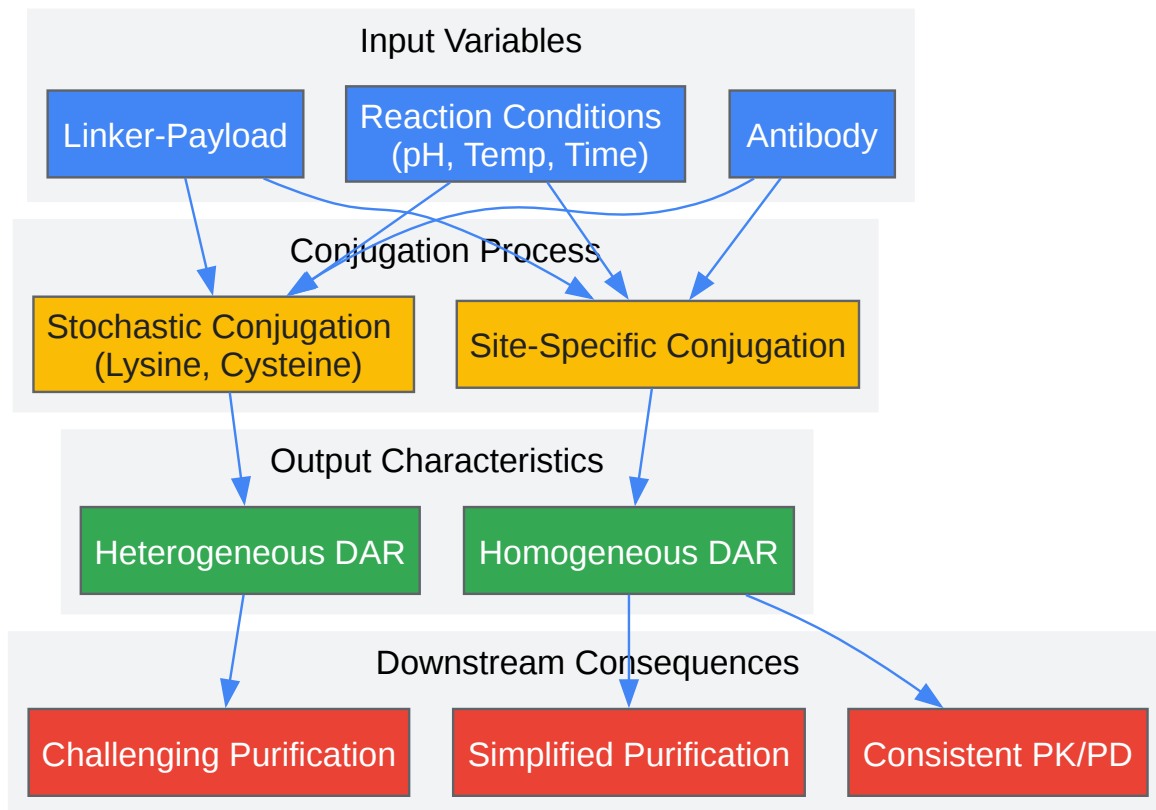 Input Variables
Linker-Payload
Reaction Conditions
(pH, Temp, Time)
Antibody
Conjugation Process
Stochastic Conjugation
(Lysine, Cysteine)
Site-Specific Conjugation
Output Characteristics
Heterogeneous DAR
Homogeneous DAR
Downstream Consequences
Challenging Purification
Simplified Purification
Consistent PK/PD